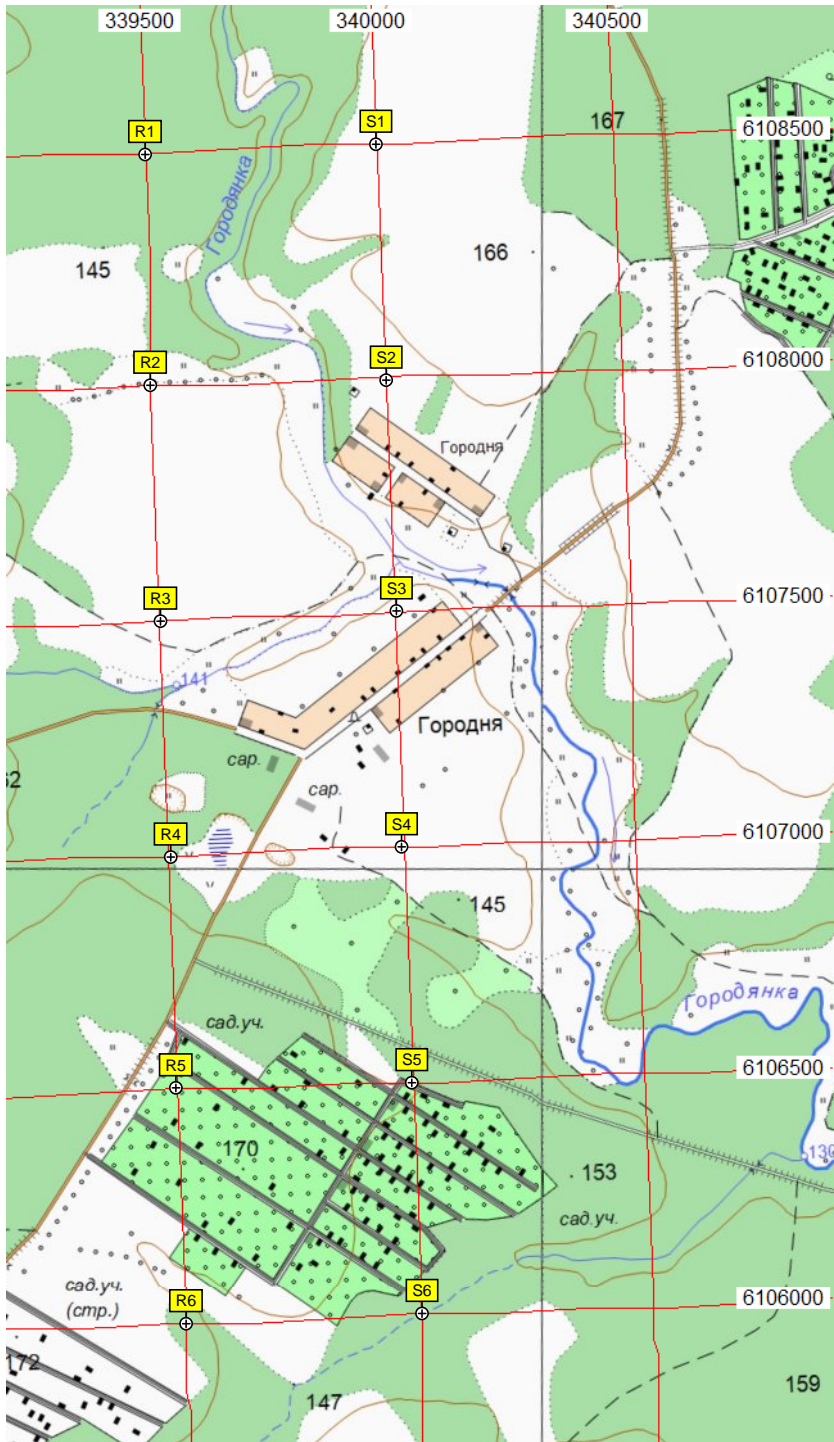 339500 340000 340500
R1
S1
167
6108500
Городянка
166
145
R2
S2
6108000
Городня
R3
S3
6107500
141
Городня
сар.
сар.
62
R4
S4
6107000
145
Городянка
сад.уч.
R5
S5
6106500
170
153
130
сад.уч.
сад.уч.
(стр.)
R6
S6
6106000
172
147
159